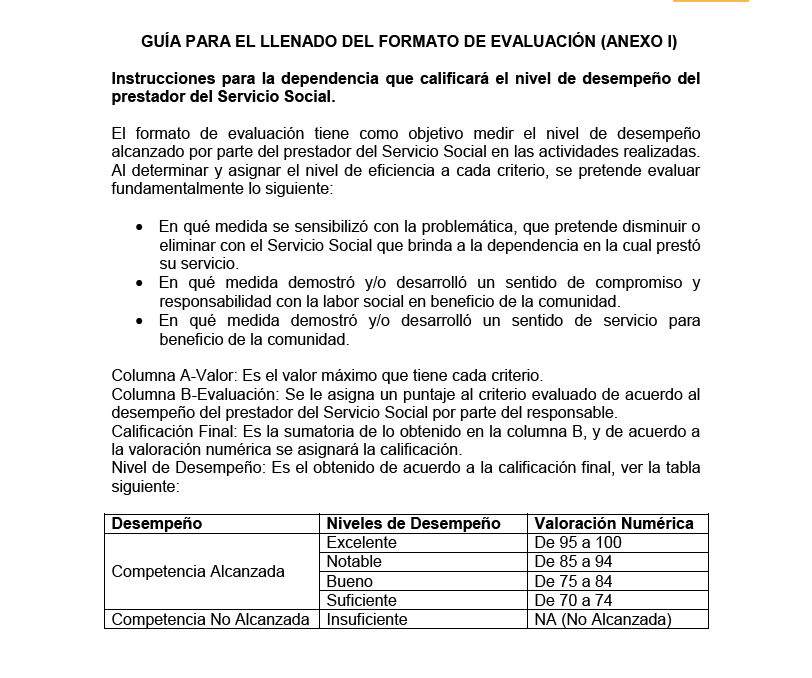 GUÍA PARA EL LLENADO DEL FORMATO DE EVALUACIÓN (ANEXO I)
Instrucciones para la dependencia que calificará el nivel de desempeño del
prestador del Servicio Social.
El formato de evaluación tiene como objetivo medir el nivel de desempeño
alcanzado por parte del prestador del Servicio Social en las actividades realizadas.
Al determinar y asignar el nivel de eficiencia a cada criterio, se pretende evaluar
fundamentalmente lo siguiente:
• En qué medida se sensibilizó con la problemática, que pretende disminuir o
eliminar con el Servicio Social que brinda a la dependencia en la cual prestó
su servicio.
• En qué medida demostró y/o desarrolló un sentido de compromiso y
responsabilidad con la labor social en beneficio de la comunidad.
• En qué medida demostró y/o desarrolló un sentido de servicio para
beneficio de la comunidad.
Columna A-Valor: Es el valor máximo que tiene cada criterio.
Columna B-Evaluación: Se le asigna un puntaje al criterio evaluado de acuerdo al
desempeño del prestador del Servicio Social por parte del responsable.
Calificación Final: Es la sumatoria de lo obtenido en la columna B, y de acuerdo a
la valoración numérica se asignará la calificación.
Nivel de Desempeño: Es el obtenido de acuerdo a la calificación final, ver la tabla
siguiente:
Desempeño Niveles de Desempeño Valoración Numérica
Competencia Alcanzada Excelente De 95 a 100
Notable De 85 a 94
Bueno De 75 a 84
Suficiente De 70 a 74
Competencia No Alcanzada Insuficiente NA (No Alcanzada)